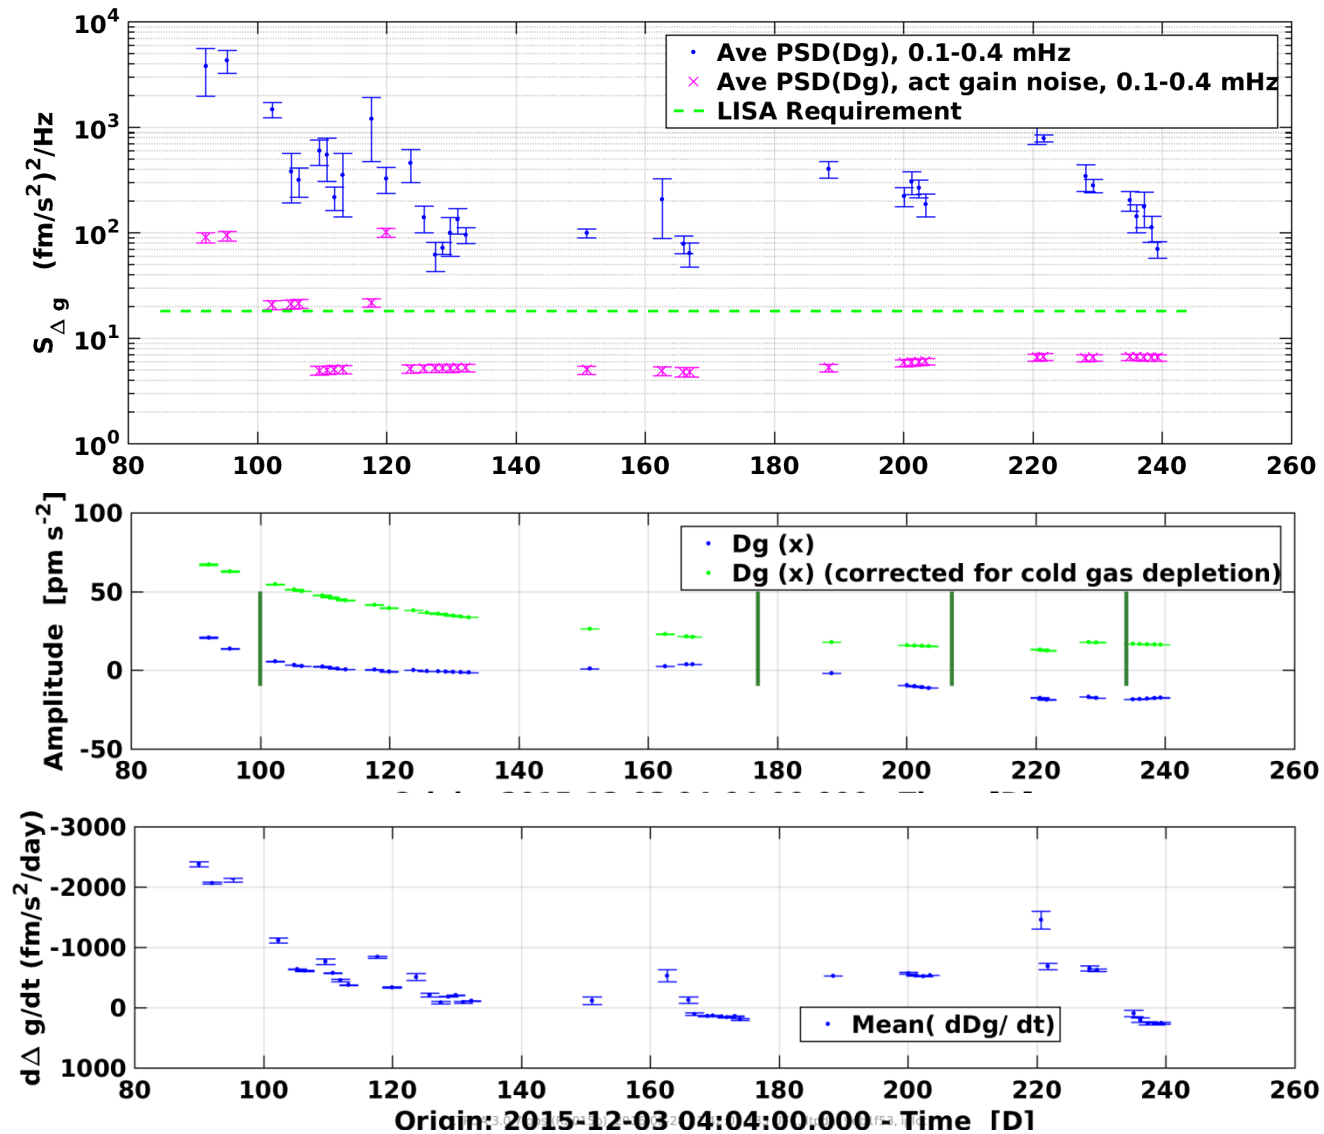 10^4
10^3
10^2
10^1
10^0
S_Δ g (fm/s^2)^2/Hz
Ave PSD(Dg), 0.1-0.4 mHz
Ave PSD(Dg), act gain noise, 0.1-0.4 mHz
LISA Requirement
80 100 120 140 160 180 200 220 240 260
100
50
0
-50
Amplitude [pm s^-2]
Dg (x)
Dg (x) (corrected for cold gas depletion)
80 100 120 140 160 180 200 220 240 260
-3000
-2000
-1000
0
1000
dΔ g/dt (fm/s^2/day)
Mean( dDg/ dt)
80 100 120 140 160 180 200 220 240 260
Origin: 2015-12-03 04:04:00.000 - Time [D]